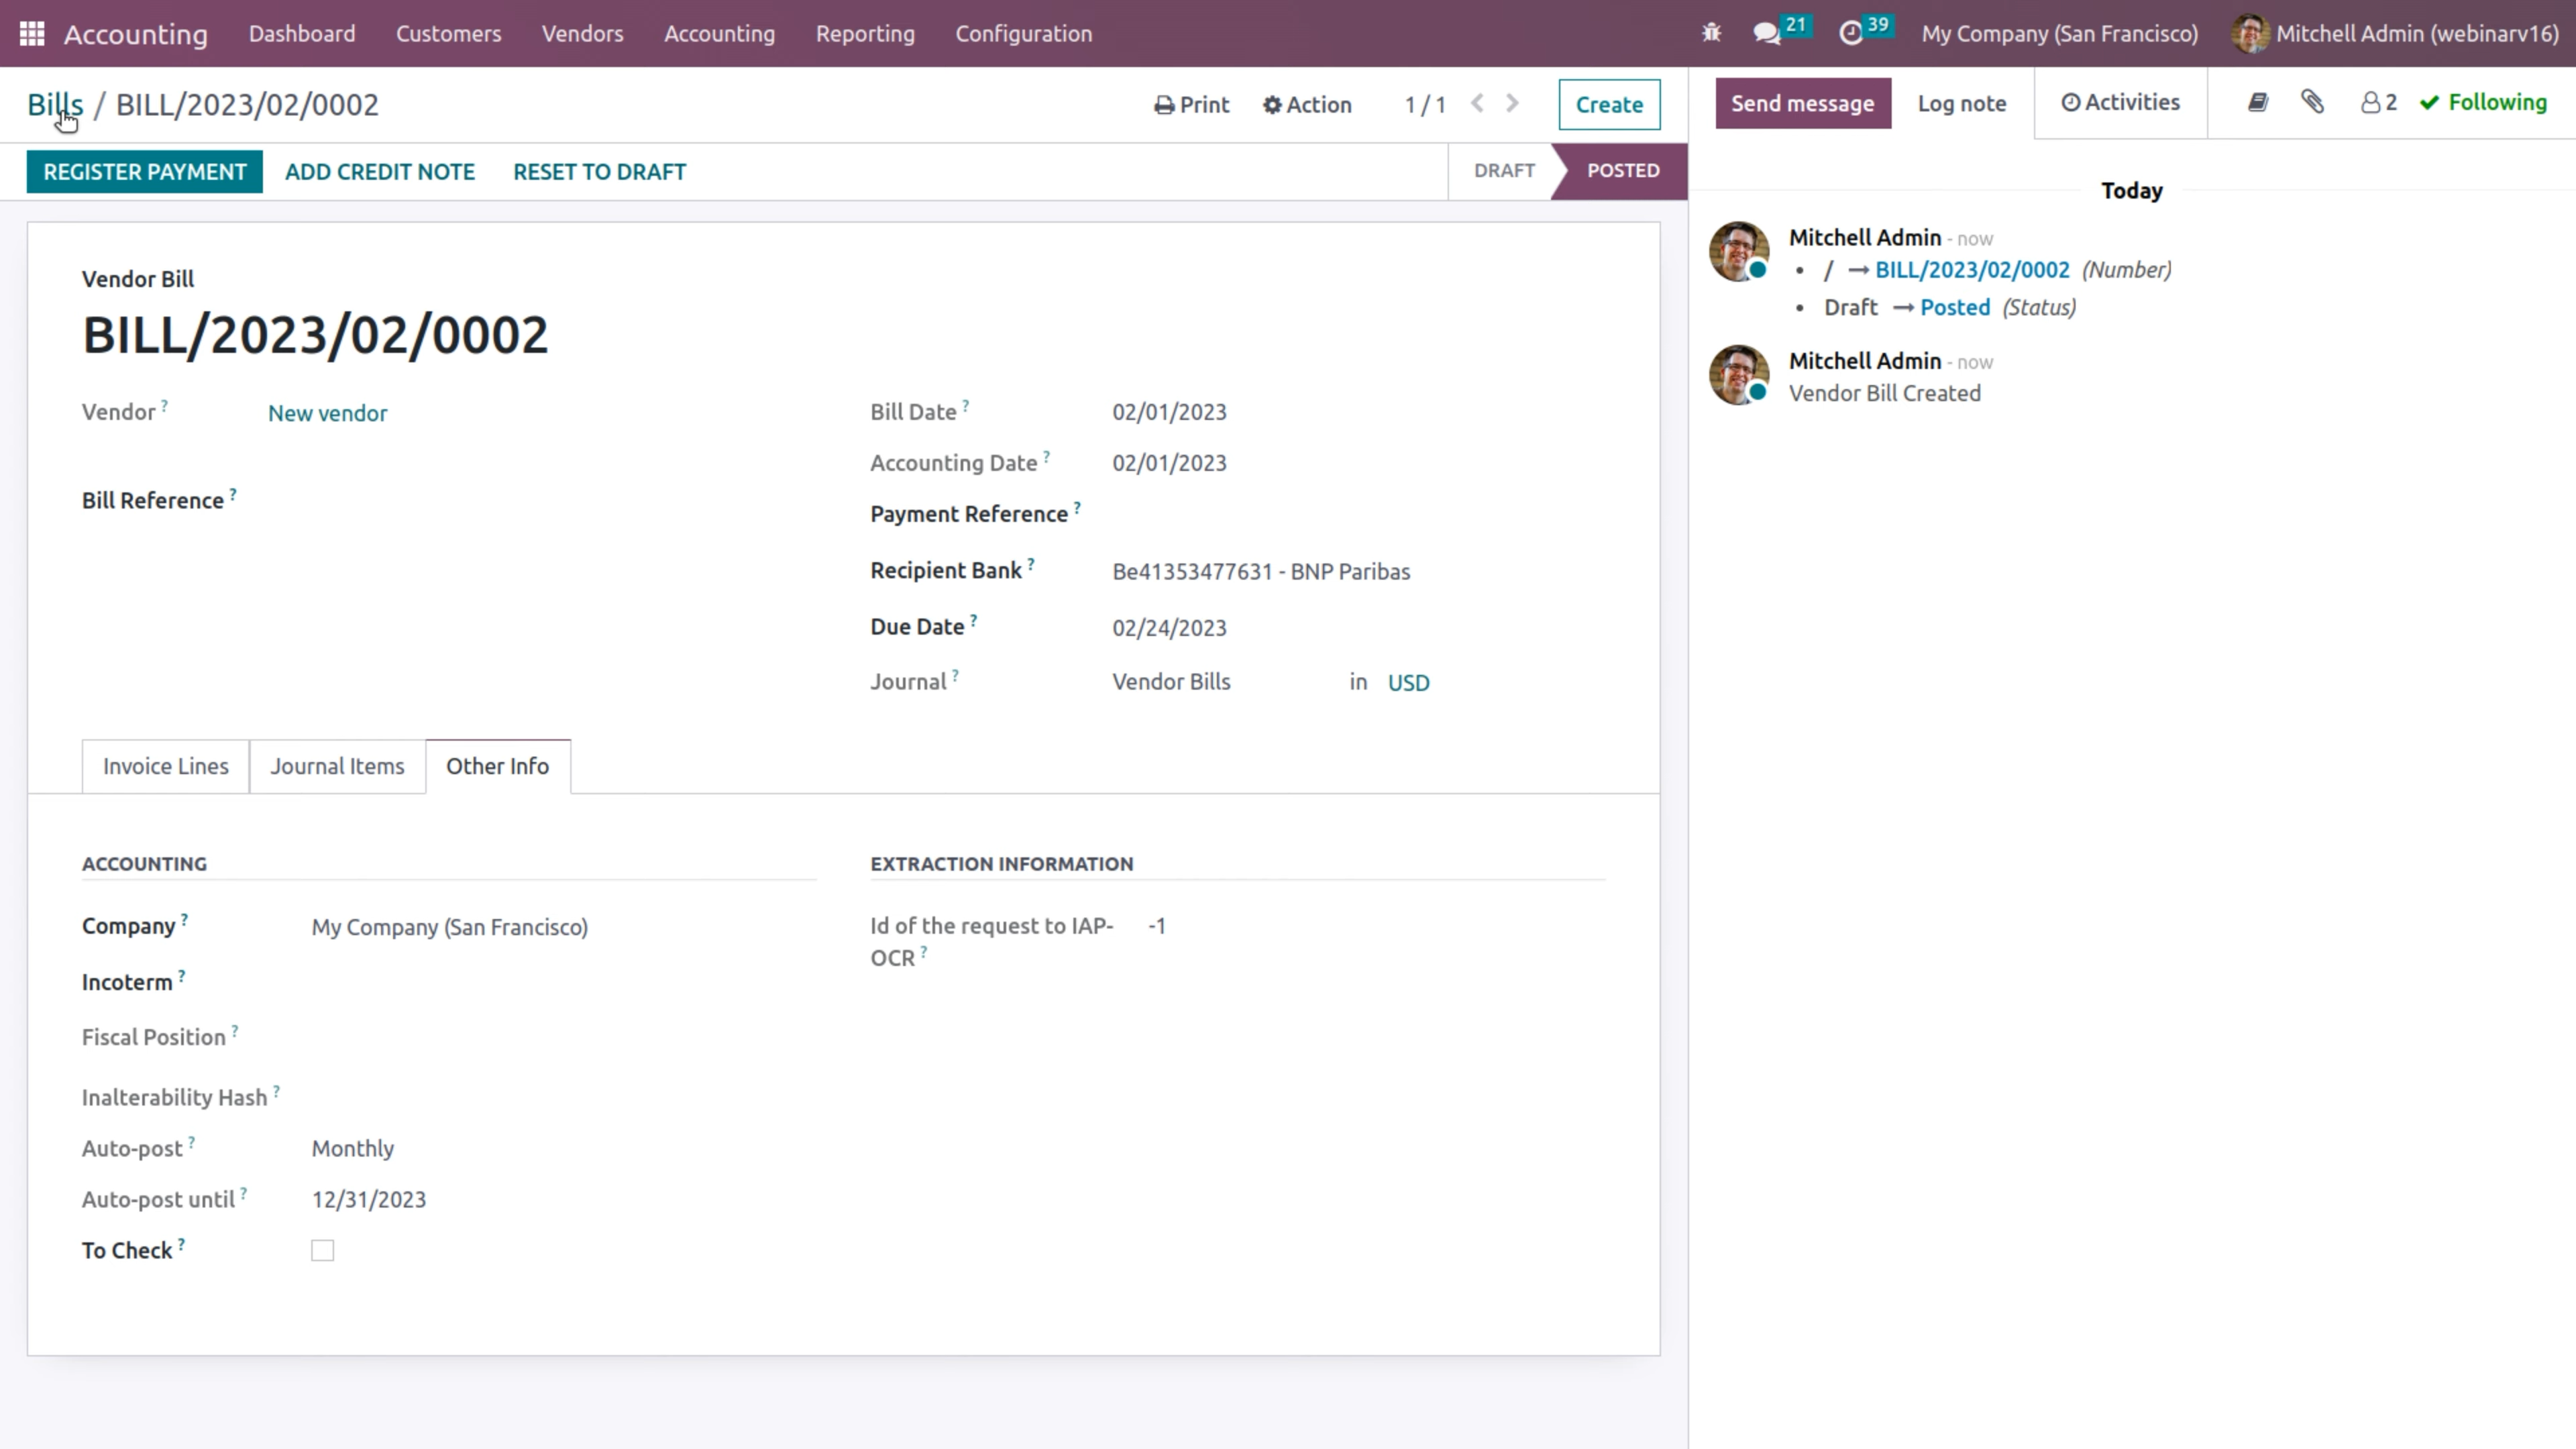 Accounting Dashboard Customers Vendors Accounting Reporting Configuration 21 39 My Company (San Francisco) Mitchell Admin (webinarv16)
Bills / BILL/2023/02/0002 Print Action 1 / 1 Create
REGISTER PAYMENT ADD CREDIT NOTE RESET TO DRAFT DRAFT POSTED
Vendor Bill
BILL/2023/02/0002
Vendor ? New vendor
Bill Reference ?
Bill Date ? 02/01/2023
Accounting Date ? 02/01/2023
Payment Reference ?
Recipient Bank ? Be41353477631 - BNP Paribas
Due Date ? 02/24/2023
Journal ? Vendor Bills in USD
Invoice Lines Journal Items Other Info
ACCOUNTING
Company ? My Company (San Francisco)
Incoterm ?
Fiscal Position ?
Inalterability Hash ?
Auto-post ? Monthly
Auto-post until ? 12/31/2023
To Check ?
EXTRACTION INFORMATION
Id of the request to IAP- -1
OCR ?
Send message Log note Activities 2 Following
Today
Mitchell Admin - now
• / → BILL/2023/02/0002 (Number)
• Draft → Posted (Status)
Mitchell Admin - now
Vendor Bill Created